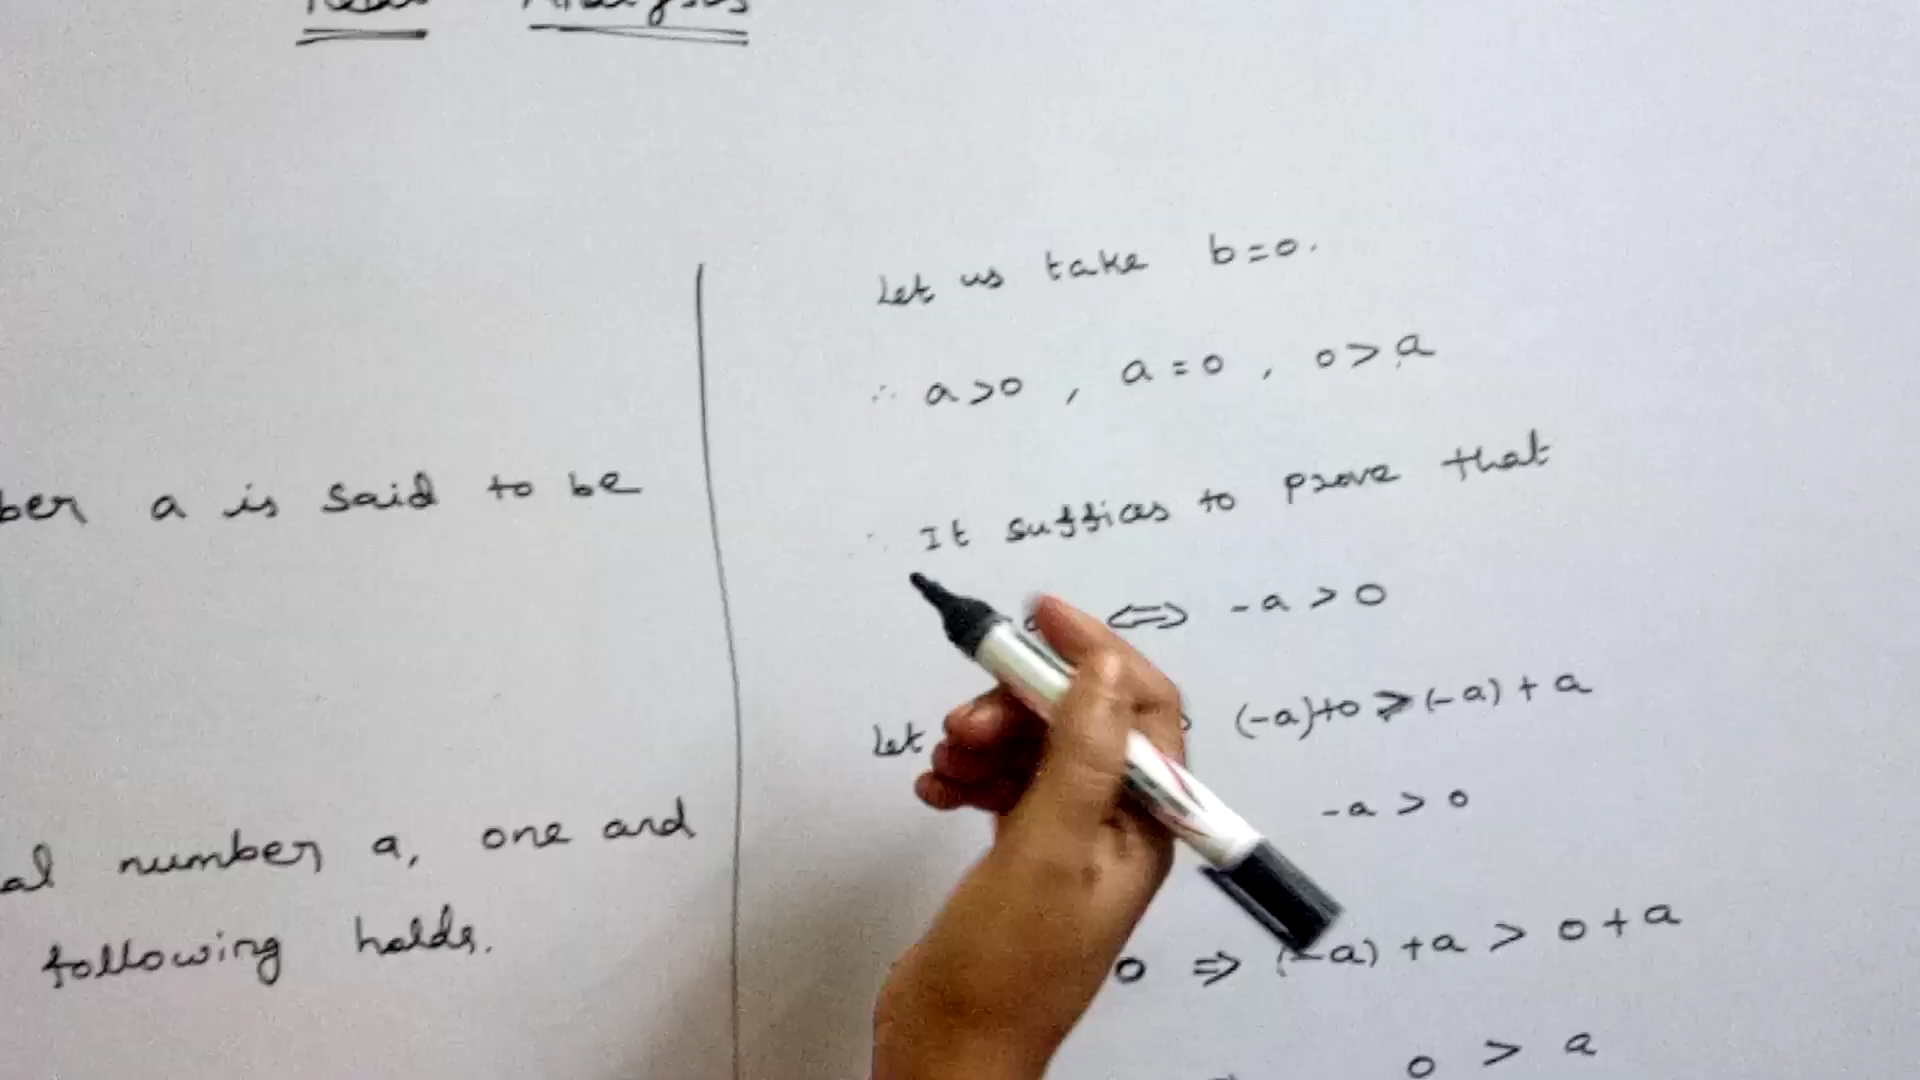 Analysis
ber a is said to be
al number a, one and
following holds.
Let us take b=0.
∴ a>0 , a=0 , 0>a
∴ It suffices to prove that
⇔ -a>0
Let (-a)+0 > (-a)+a
-a > 0
0 ⇒ (-a)+a > 0+a
0 > a